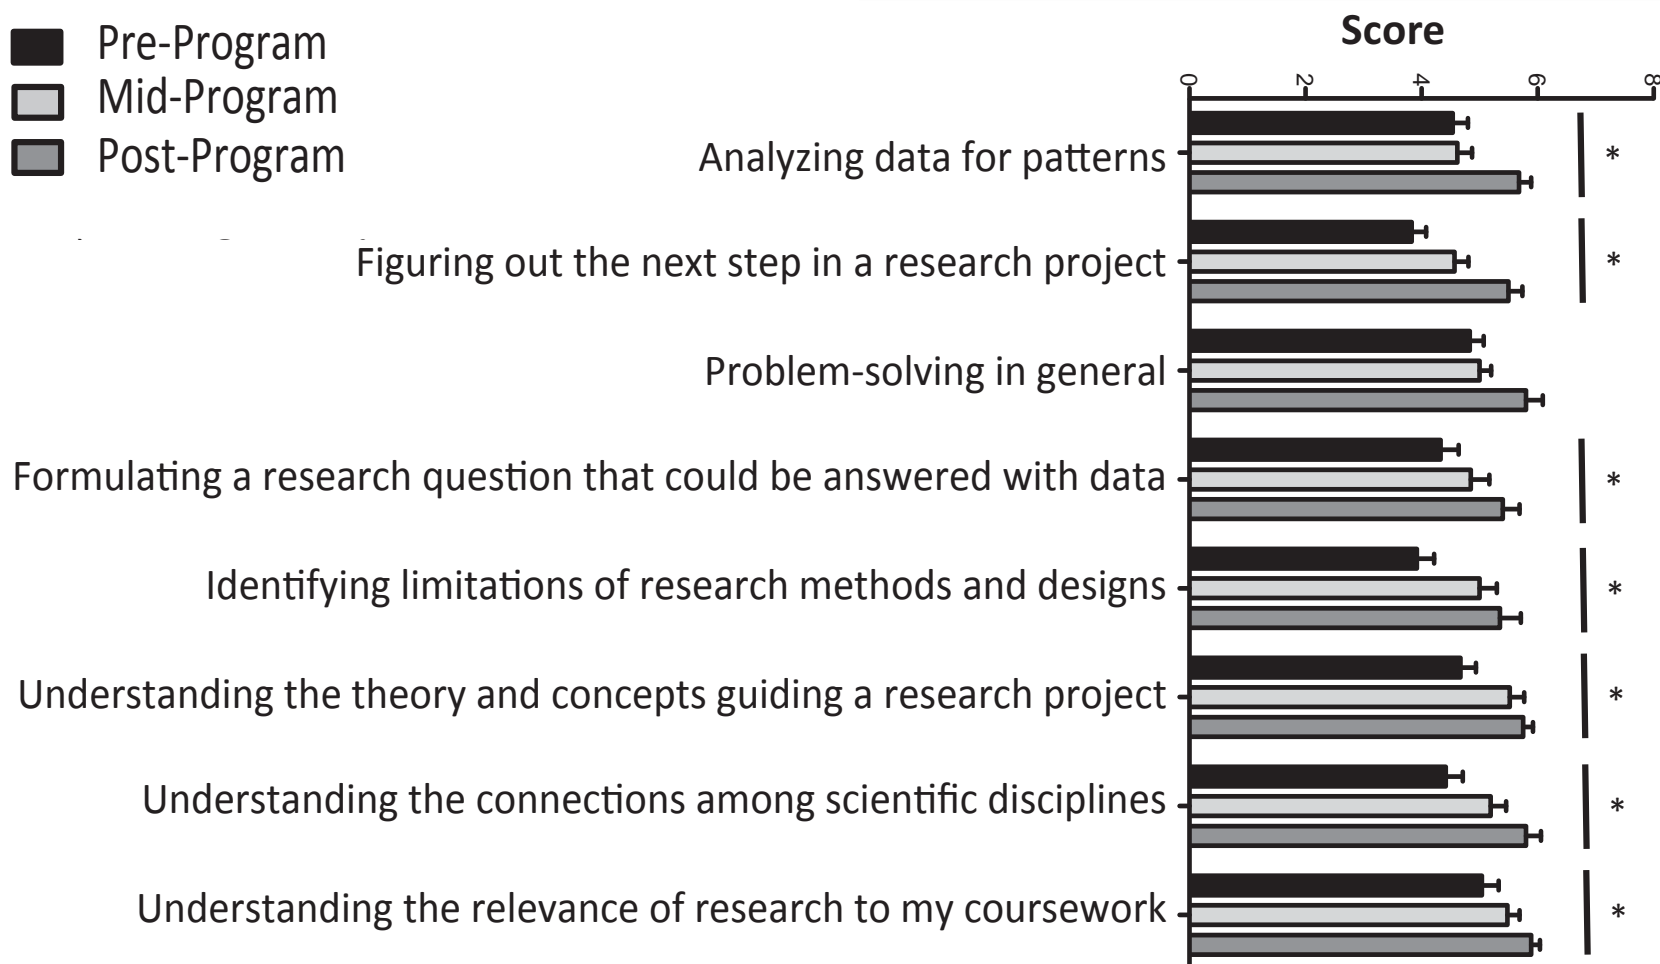 Pre-Program
Mid-Program
Post-Program
Score
0 2 4 6 8
Analyzing data for patterns *
Figuring out the next step in a research project *
Problem-solving in general
Formulating a research question that could be answered with data *
Identifying limitations of research methods and designs *
Understanding the theory and concepts guiding a research project *
Understanding the connections among scientific disciplines *
Understanding the relevance of research to my coursework *